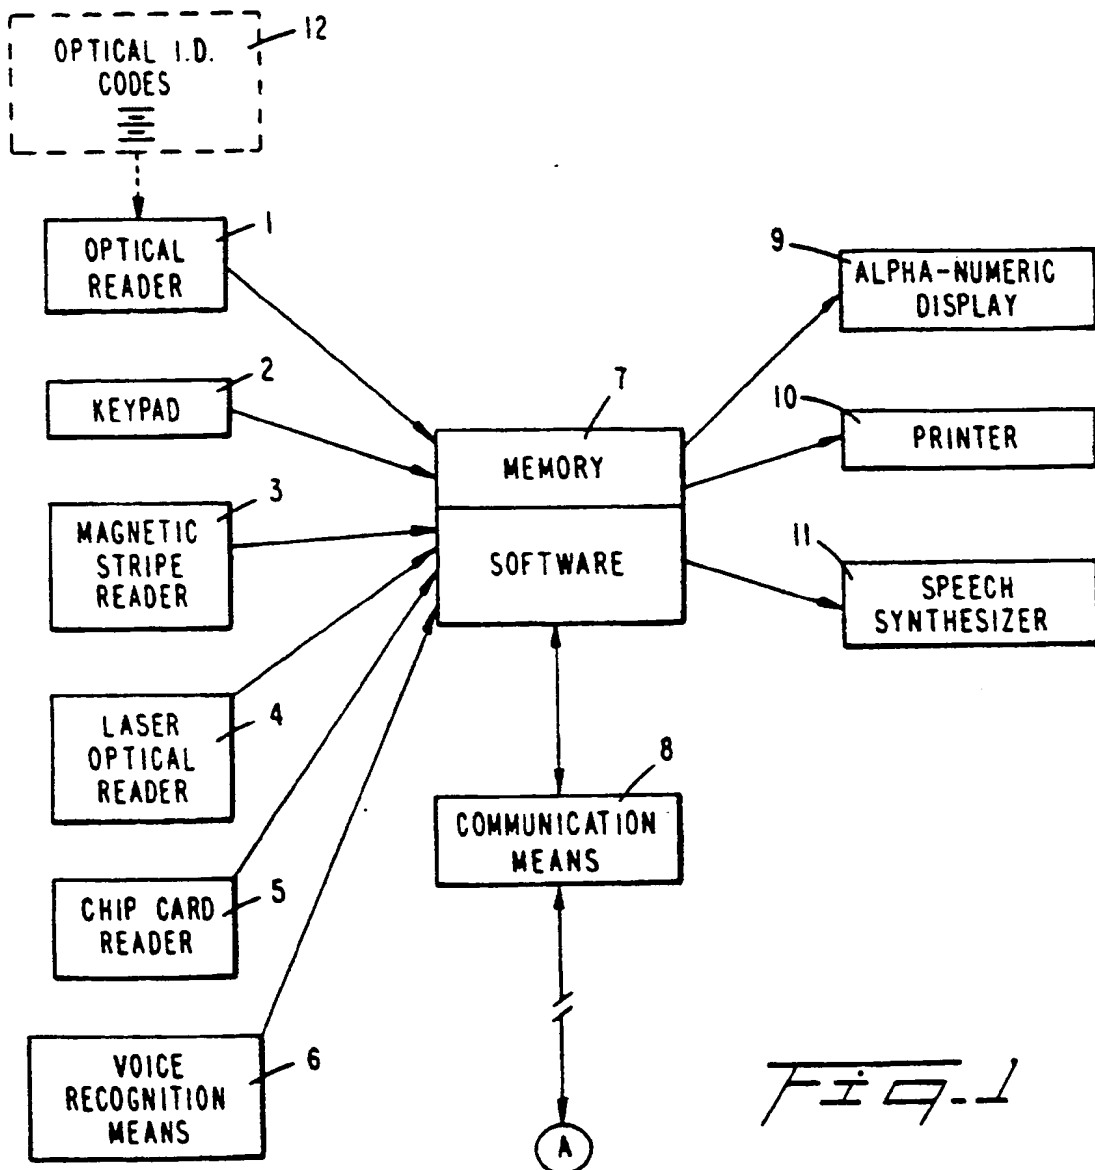 12
OPTICAL I.D.
CODES
1
OPTICAL
READER
2
KEYPAD
3
MAGNETIC
STRIPE
READER
4
LASER
OPTICAL
READER
5
CHIP CARD
READER
6
VOICE
RECOGNITION
MEANS
7
MEMORY
SOFTWARE
8
COMMUNICATION
MEANS
A
9
ALPHA-NUMERIC
DISPLAY
10
PRINTER
11
SPEECH
SYNTHESIZER
Fig-1